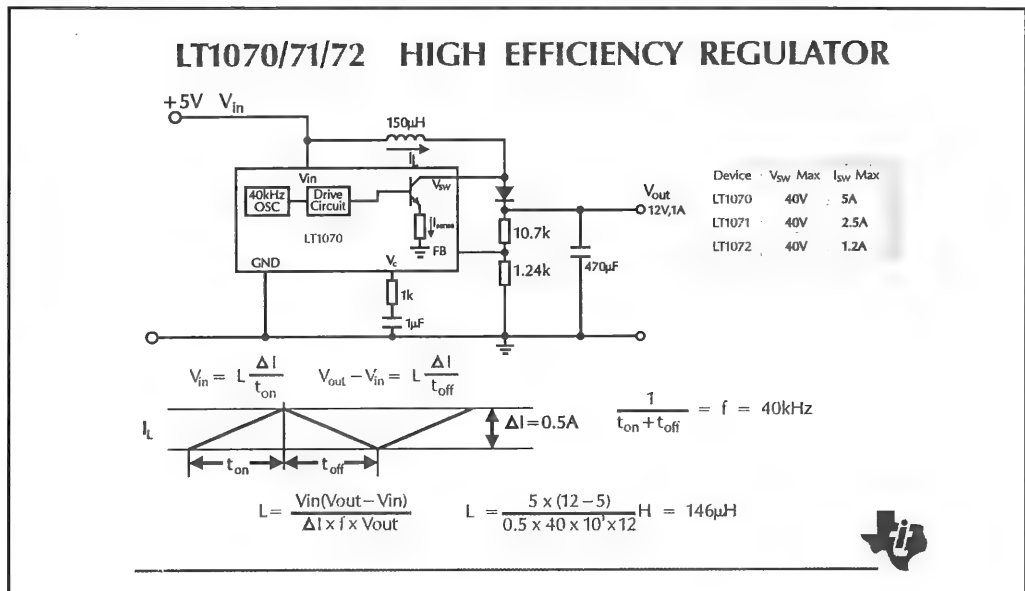 LT1070/71/72 HIGH EFFICIENCY REGULATOR
+5V Vin
150μH
IL
Vin
VSW
40kHz OSC
Drive Circuit
Isense
LT1070
FB
GND
Vc
1k
1μF
10.7k
1.24k
470μF
Vout
12V,1A
Device VSW Max ISW Max
LT1070 40V 5A
LT1071 40V 2.5A
LT1072 40V 1.2A
Vin = L ΔI / ton Vout − Vin = L ΔI / toff
IL
ton toff
ΔI = 0.5A
1 / ton + toff = f = 40kHz
L = Vin(Vout − Vin) / ΔI x f x Vout L = 5 x (12 − 5) / 0.5 x 40 x 10³ x 12 H = 146μH